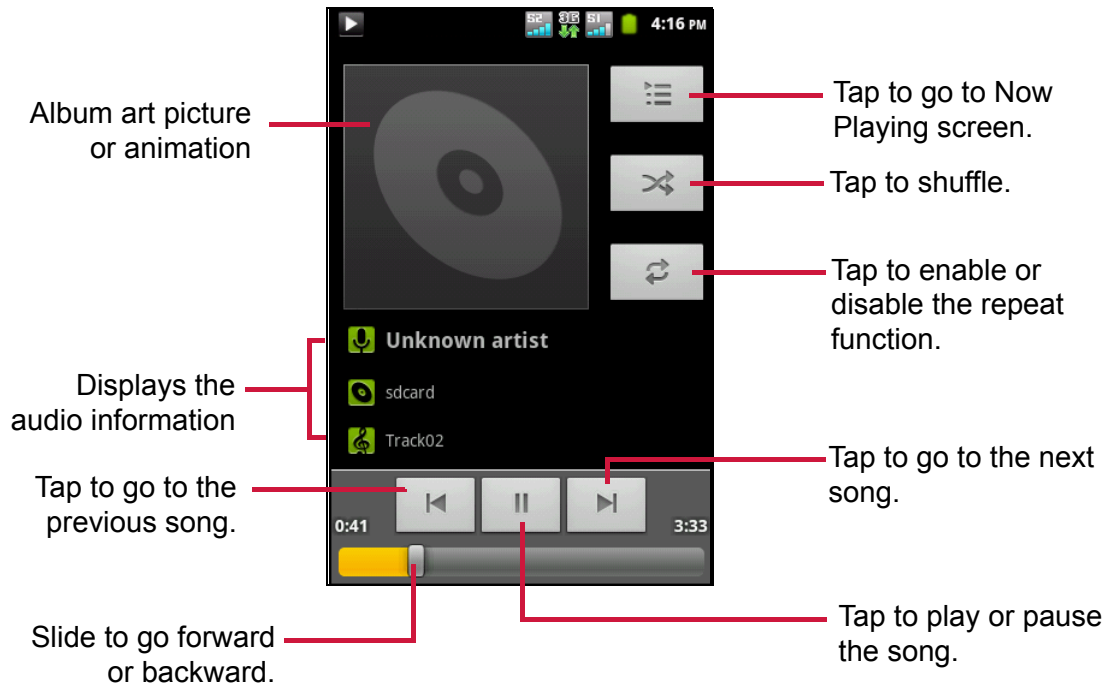 S2 3G S1 4:16 PM
Album art picture
or animation
Tap to go to Now
Playing screen.
Tap to shuffle.
Tap to enable or
disable the repeat
function.
Unknown artist
sdcard
Track02
Displays the
audio information
Tap to go to the
previous song.
Tap to go to the next
song.
0:41
3:33
Slide to go forward
or backward.
Tap to play or pause
the song.